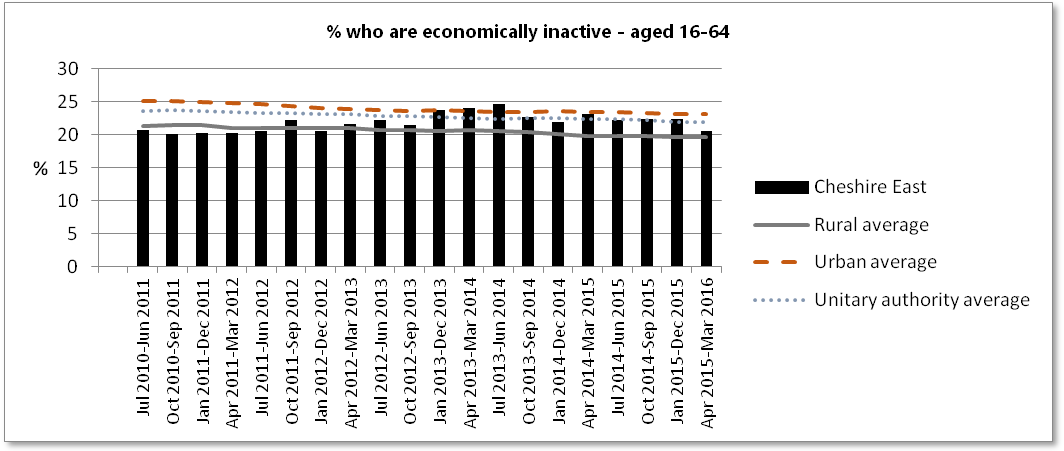 % who are economically inactive - aged 16-64
30
25
20
15
10
5
0
%
Jul 2010-Jun 2011
Oct 2010-Sep 2011
Jan 2011-Dec 2011
Apr 2011-Mar 2012
Jul 2011-Jun 2012
Oct 2011-Sep 2012
Jan 2012-Dec 2012
Apr 2012-Mar 2013
Jul 2012-Jun 2013
Oct 2012-Sep 2013
Jan 2013-Dec 2013
Apr 2013-Mar 2014
Jul 2013-Jun 2014
Oct 2013-Sep 2014
Jan 2014-Dec 2014
Apr 2014-Mar 2015
Jul 2014-Jun 2015
Oct 2014-Sep 2015
Jan 2015-Dec 2015
Apr 2015-Mar 2016
Cheshire East
Rural average
Urban average
Unitary authority average